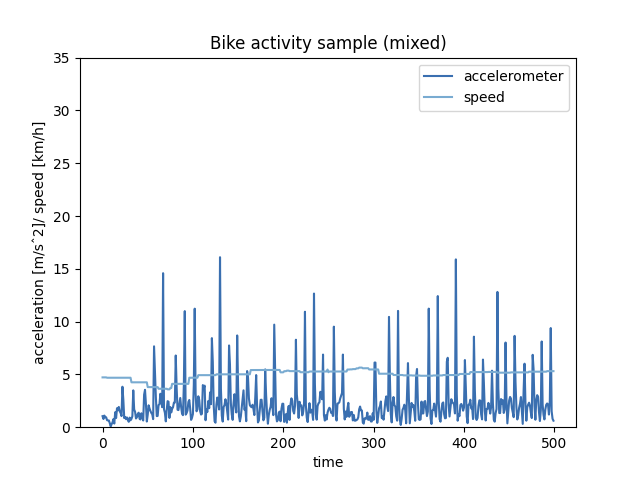 Bike activity sample (mixed)
accelerometer
speed
35
30
25
20
15
10
5
0
acceleration [m/sˆ2]/ speed [km/h]
0 100 200 300 400 500
time